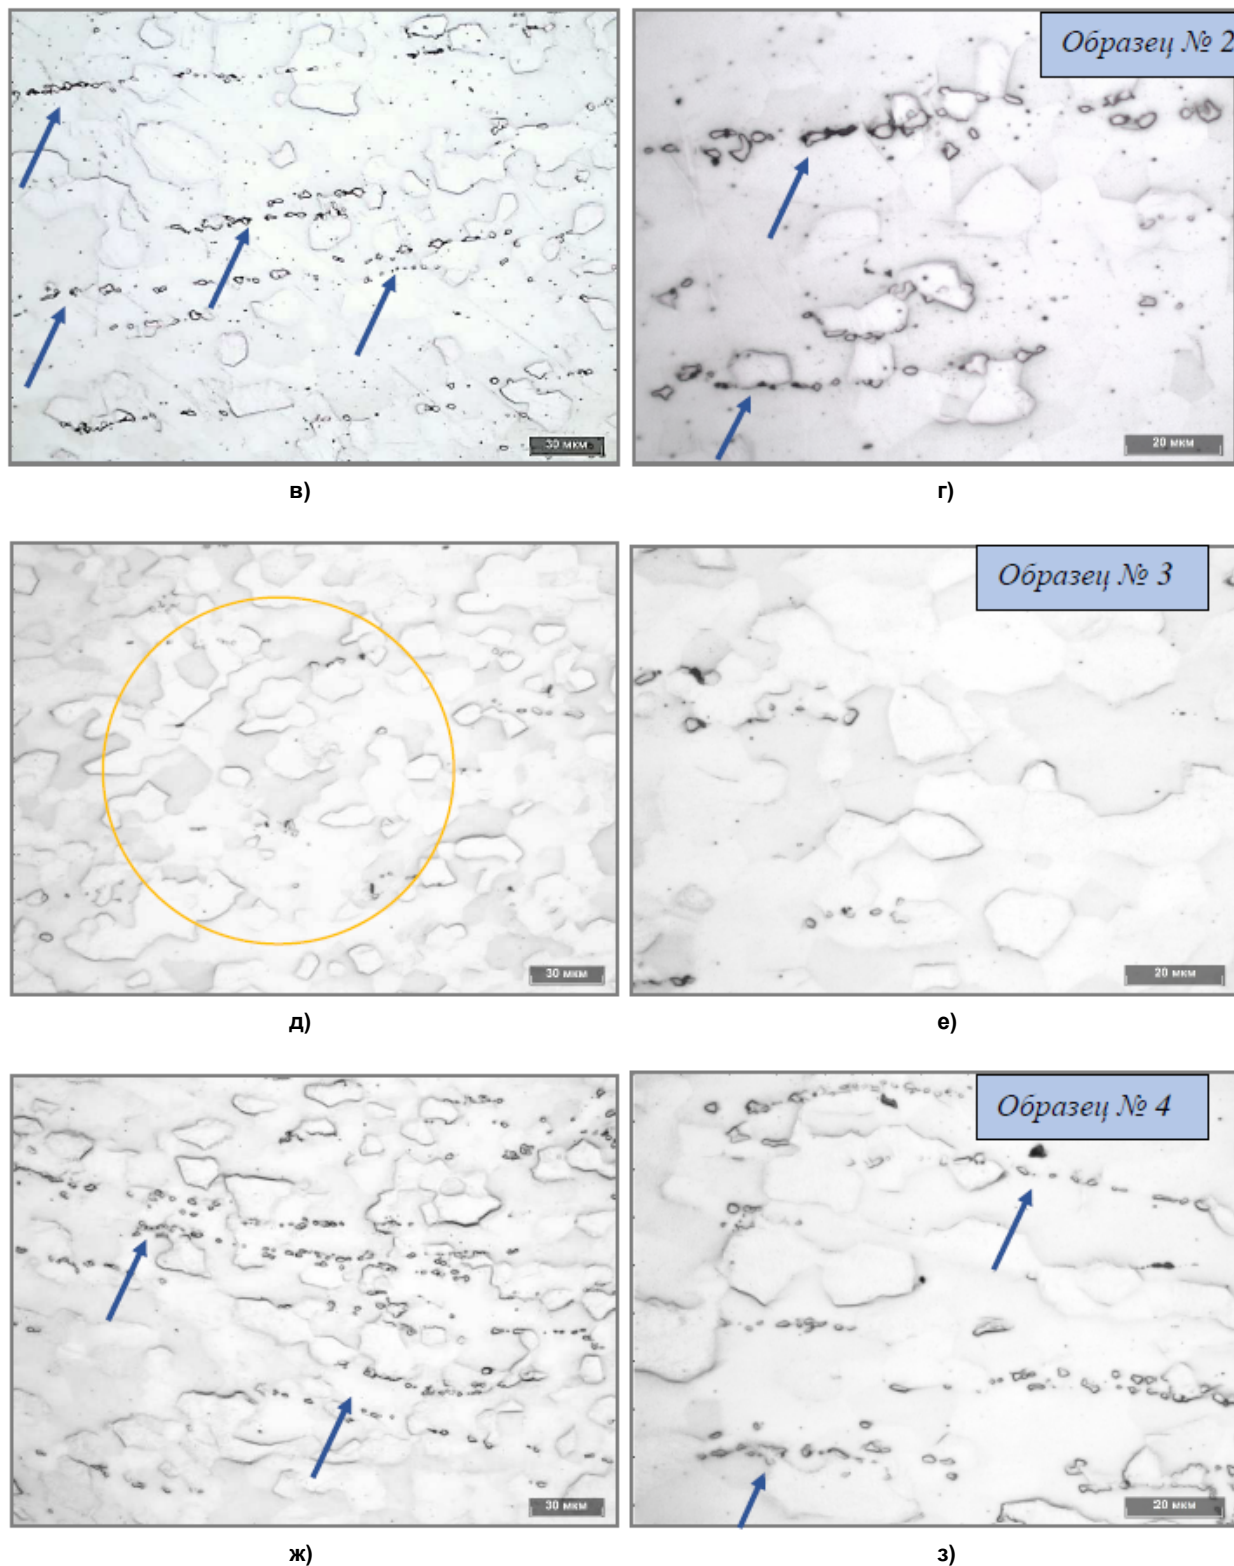 Образец № 2
30 мкм
20 мкм
в)
г)
Образец № 3
30 мкм
20 мкм
д)
е)
Образец № 4
30 мкм
20 мкм
ж)
з)